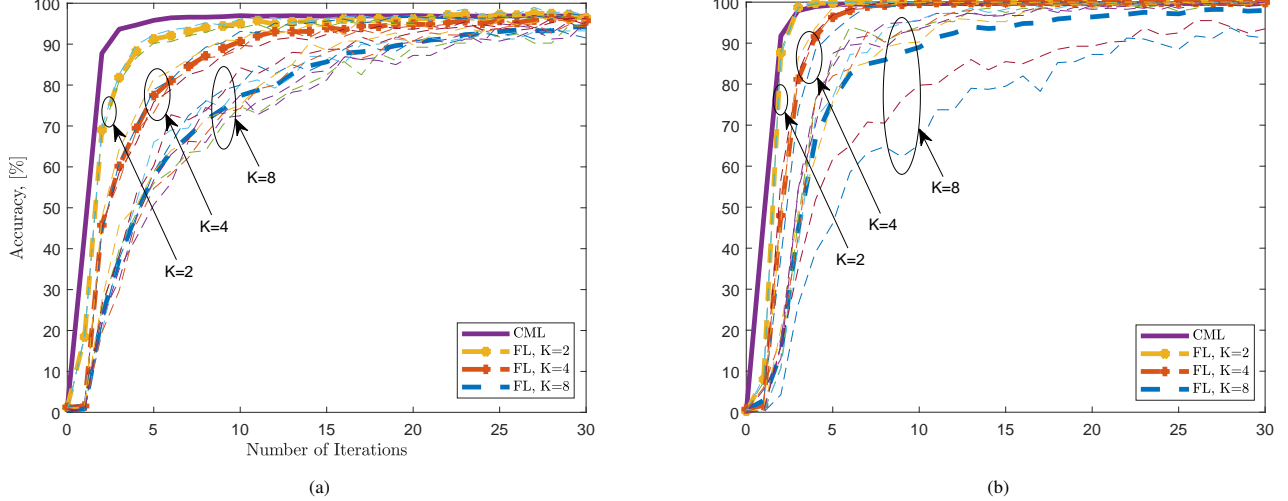 100
90
80
70
60
50
40
30
20
10
0
Accuracy, [%]
K=8
K=4
K=2
CML
FL, K=2
FL, K=4
FL, K=8
0 5 10 15 20 25 30
Number of Iterations
(a)
100
90
80
70
60
50
40
30
20
10
0
K=8
K=4
K=2
CML
FL, K=2
FL, K=4
FL, K=8
0 5 10 15 20 25 30
(b)